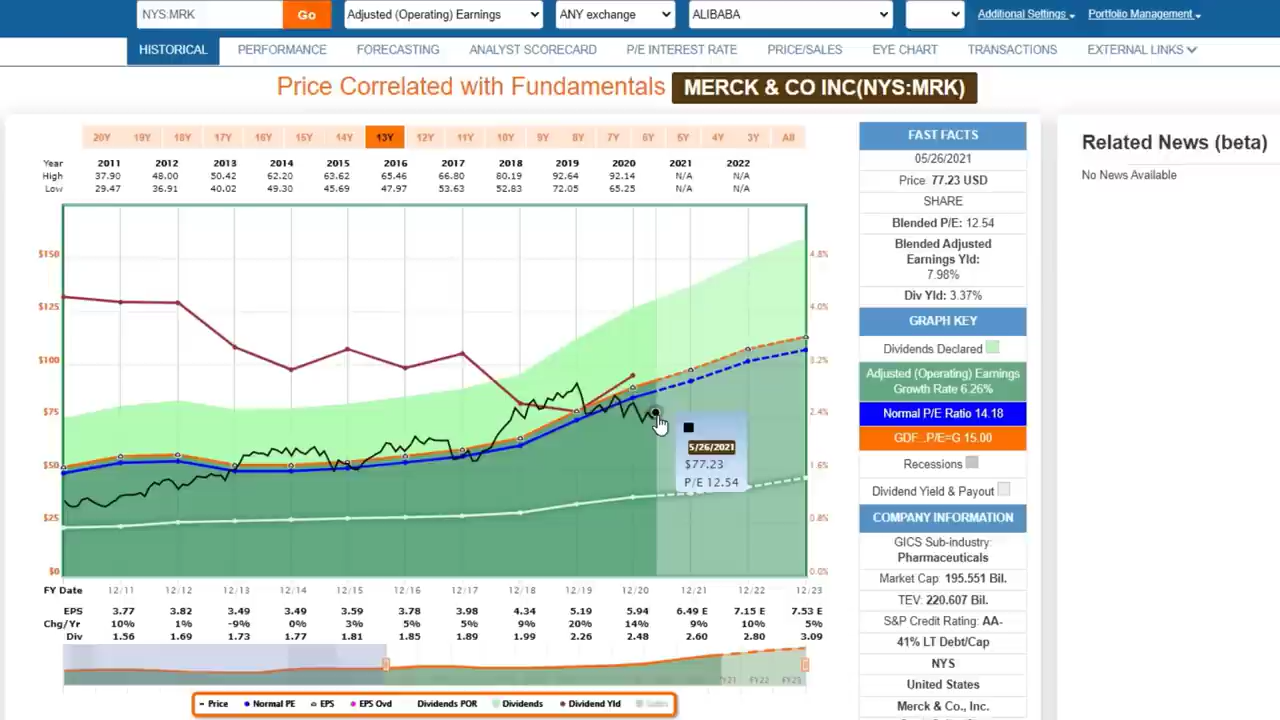 NYS:MRK Go Adjusted (Operating) Earnings ANY exchange ALIBABA Additional Settings Portfolio Management
HISTORICAL PERFORMANCE FORECASTING ANALYST SCORECARD P/E INTEREST RATE PRICE/SALES EYE CHART TRANSACTIONS EXTERNAL LINKS
Price Correlated with Fundamentals MERCK & CO INC(NYS:MRK)
20Y 19Y 18Y 17Y 16Y 15Y 14Y 13Y 12Y 11Y 10Y 9Y 8Y 7Y 6Y 5Y 4Y 3Y All
Year 2011 2012 2013 2014 2015 2016 2017 2018 2019 2020 2021 2022
High 37.90 48.00 50.42 62.20 63.62 65.46 66.80 80.19 92.64 92.14 N/A N/A
Low 29.47 36.91 40.02 49.30 45.69 47.97 53.63 52.83 72.05 65.25 N/A N/A
$150 4.8%
$125 4.0%
$100 3.2%
$75 2.4%
$50 1.6%
$25 0.8%
$0 0.0%
5/26/2021
$77.23
P/E 12.54
FY Date 12/11 12/12 12/13 12/14 12/15 12/16 12/17 12/18 12/19 12/20 12/21 12/22 12/23
EPS 3.77 3.82 3.49 3.49 3.59 3.78 3.98 4.34 5.19 5.94 6.49 E 7.15 E 7.53 E
Chg/Yr 10% 1% -9% 0% 3% 5% 5% 9% 20% 14% 9% 10% 5%
Div 1.56 1.69 1.73 1.77 1.81 1.85 1.89 1.99 2.26 2.48 2.60 2.80 3.09
FY21 FY22 FY23
Price Normal PE EPS EPS Ovd Dividends POR Dividends Dividend Yld
FAST FACTS
05/26/2021
Price: 77.23 USD
SHARE
Blended P/E: 12.54
Blended Adjusted
Earnings Yld:
7.98%
Div Yld: 3.37%
GRAPH KEY
Dividends Declared
Adjusted (Operating) Earnings
Growth Rate 6.26%
Normal P/E Ratio 14.18
GDF...P/E=G 15.00
Recessions
Dividend Yield & Payout
COMPANY INFORMATION
GICS Sub-industry:
Pharmaceuticals
Market Cap: 195.551 Bil.
TEV: 220.607 Bil.
S&P Credit Rating: AA-
41% LT Debt/Cap
NYS
United States
Merck & Co., Inc.
Related News (beta)
No News Available